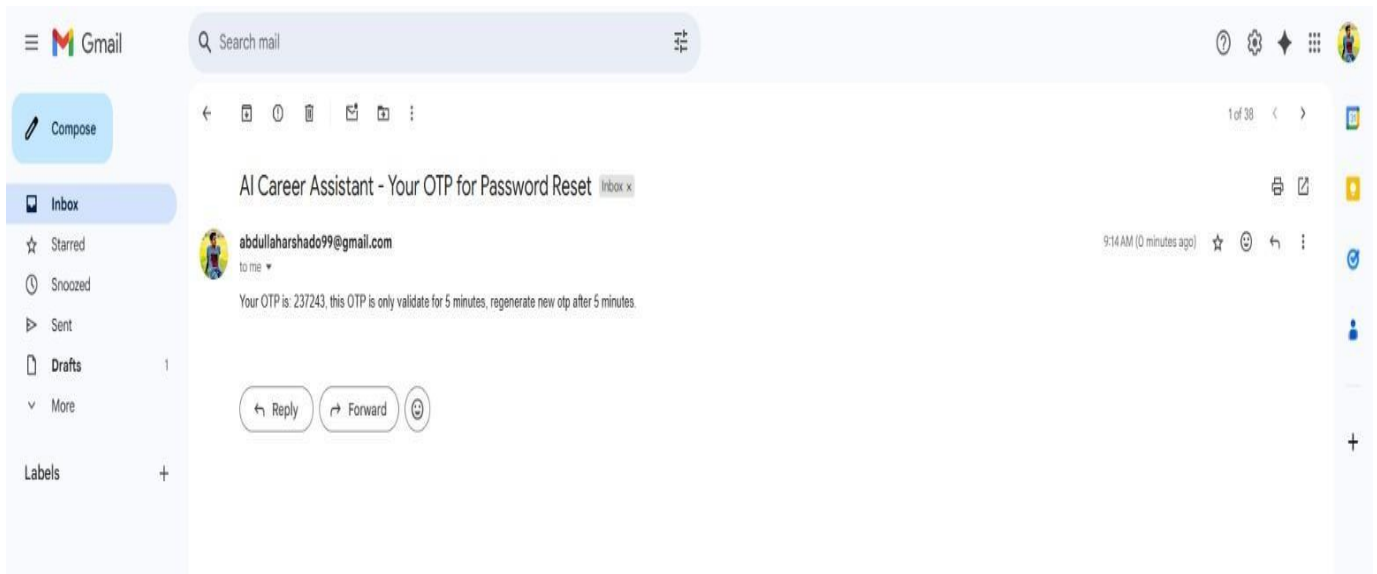 Gmail
Search mail
Compose
1 of 38
31
AI Career Assistant - Your OTP for Password Reset Inbox x
Inbox
Starred
abdullaharshado99@gmail.com
9:14 AM (0 minutes ago)
to me
Snoozed
Your OTP is: 237243, this OTP is only validate for 5 minutes, regenerate new otp after 5 minutes.
Sent
Drafts 1
More
Reply
Forward
Labels